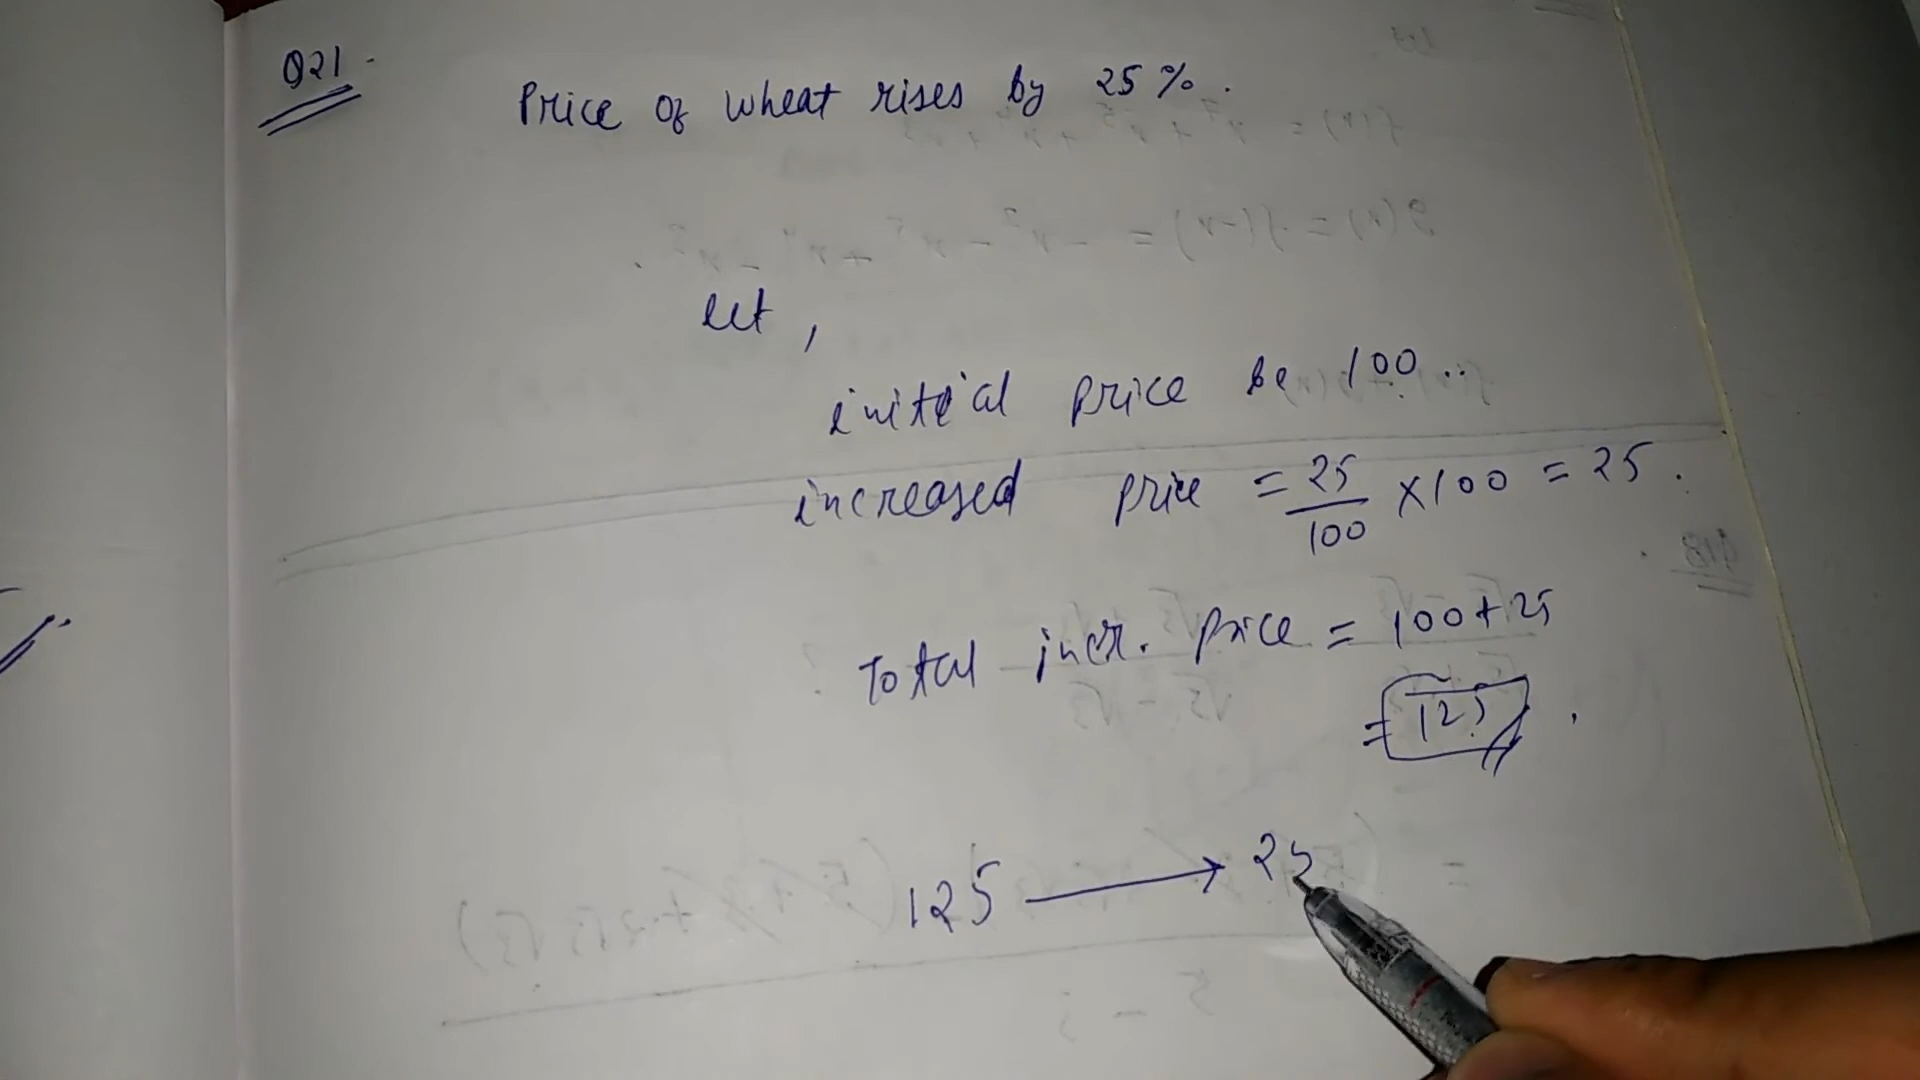 Q21.
Price of wheat rises by 25%.
let,
initial price be 100..
increased price = 25/100 × 100 = 25.
Total incr. price = 100+25
= 125.
125 → 25